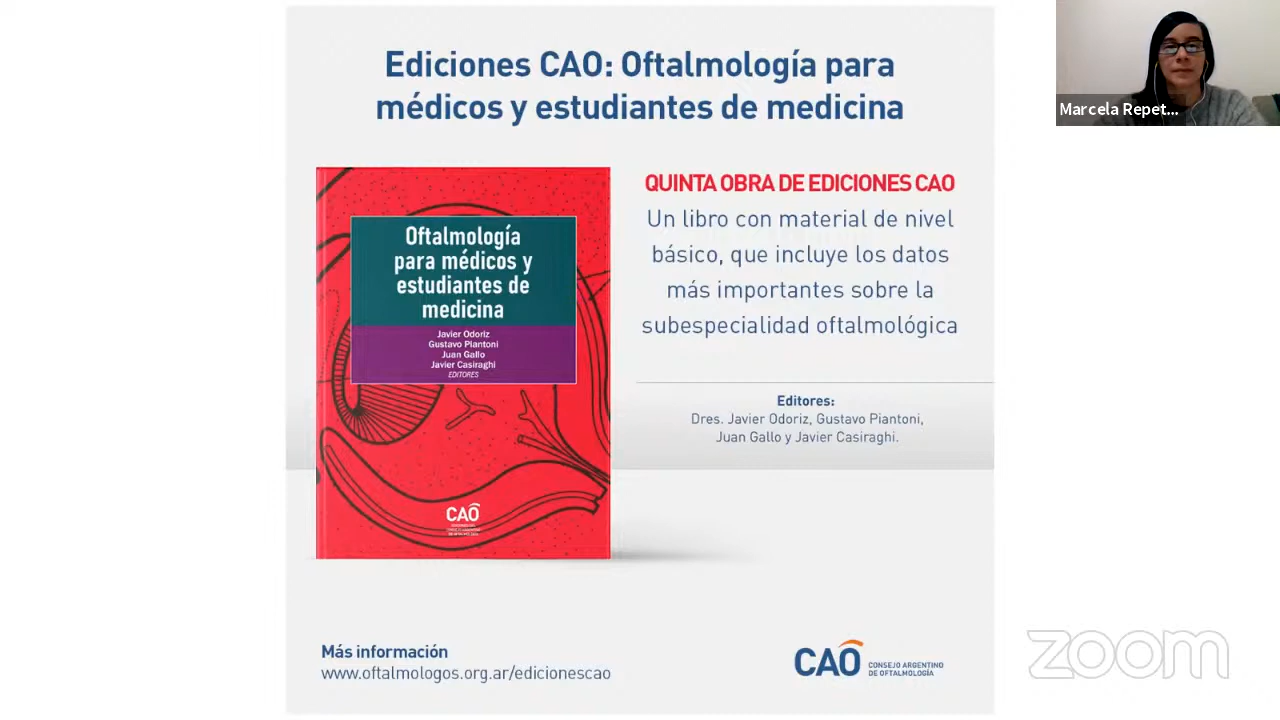 Ediciones CAO: Oftalmología para
médicos y estudiantes de medicina
Marcela Repet...
Oftalmología
para médicos y
estudiantes de
medicina
Javier Odoriz
Gustavo Piantoni
Juan Gallo
Javier Casiraghi
EDITORES
CAO
QUINTA OBRA DE EDICIONES CAO
Un libro con material de nivel
básico, que incluye los datos
más importantes sobre la
subespecialidad oftalmológica
Editores:
Dres. Javier Odoriz, Gustavo Piantoni,
Juan Gallo y Javier Casiraghi.
Más información
www.oftalmologos.org.ar/edicionescao
CAO
CONSEJO ARGENTINO
DE OFTALMOLOGÍA
zoom